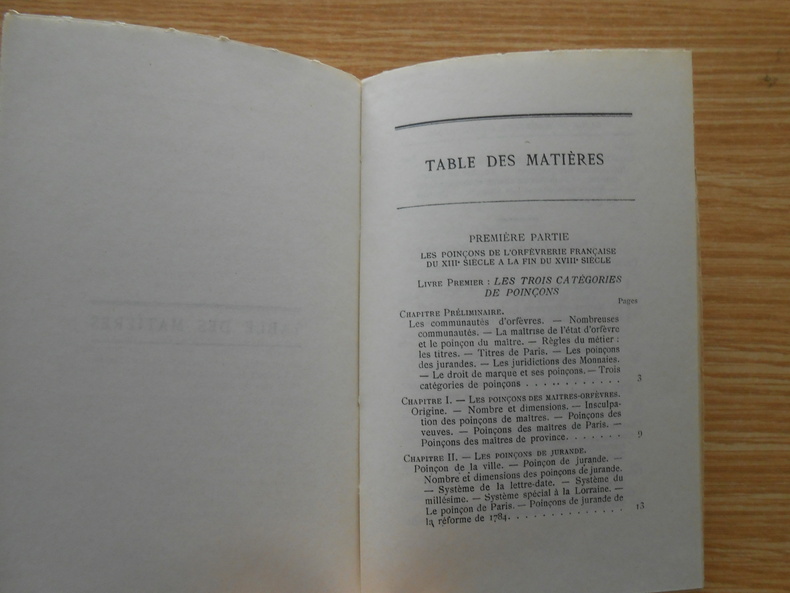 TABLE DES MATIÈRES
PREMIÈRE PARTIE
LES POINÇONS DE L'ORFÈVRERIE FRANÇAISE
DU XIIIe SIÈCLE A LA FIN DU XVIIIe SIÈCLE
LIVRE PREMIER : LES TROIS CATÉGORIES
DE POINÇONS
Pages
CHAPITRE PRÉLIMINAIRE.
Les communautés d'orfèvres. — Nombreuses
communautés. — La maîtrise de l'état d'orfèvre
et le poinçon du maître. — Règles du métier :
les titres. — Titres de Paris. — Les poinçons
des jurandes. — Les juridictions des Monnaies.
— Le droit de marque et ses poinçons. — Trois
catégories de poinçons . . . . . . . . . . . . 3
CHAPITRE I. — LES POINÇONS DES MAITRES-ORFÈVRES.
Origine. — Nombre et dimensions. — Insculpa-
tion des poinçons de maîtres. — Poinçons des
veuves. — Poinçons des maîtres de Paris. —
Poinçons des maîtres de province. . . . . . . 9
CHAPITRE II. — LES POINÇONS DE JURANDE.
Poinçon de la ville. — Poinçon de jurande. —
Nombre et dimensions des poinçons de jurande.
— Système de la lettre-date. — Système du
millésime. — Système spécial à la Lorraine. —
Le poinçon de Paris. — Poinçons de jurande de
la réforme de 1784. . . . . . . . . . . . . 13